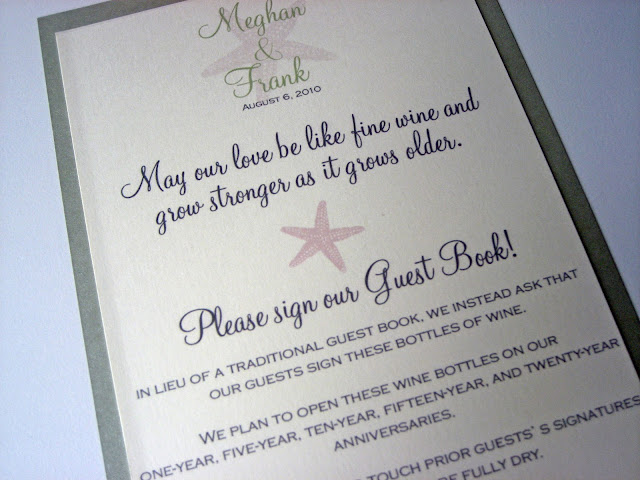 Meghan
&
Frank
AUGUST 6, 2010
May our love be like fine wine and
grow stronger as it grows older.
Please sign our Guest Book!
IN LIEU OF A TRADITIONAL GUEST BOOK, WE INSTEAD ASK THAT
OUR GUESTS SIGN THESE BOTTLES OF WINE.
WE PLAN TO OPEN THESE WINE BOTTLES ON OUR
ONE-YEAR, FIVE-YEAR, TEN-YEAR, FIFTEEN-YEAR, AND TWENTY-YEAR
ANNIVERSARIES.
TOUCH PRIOR GUESTS' S SIGNATURES
FULLY DRY.